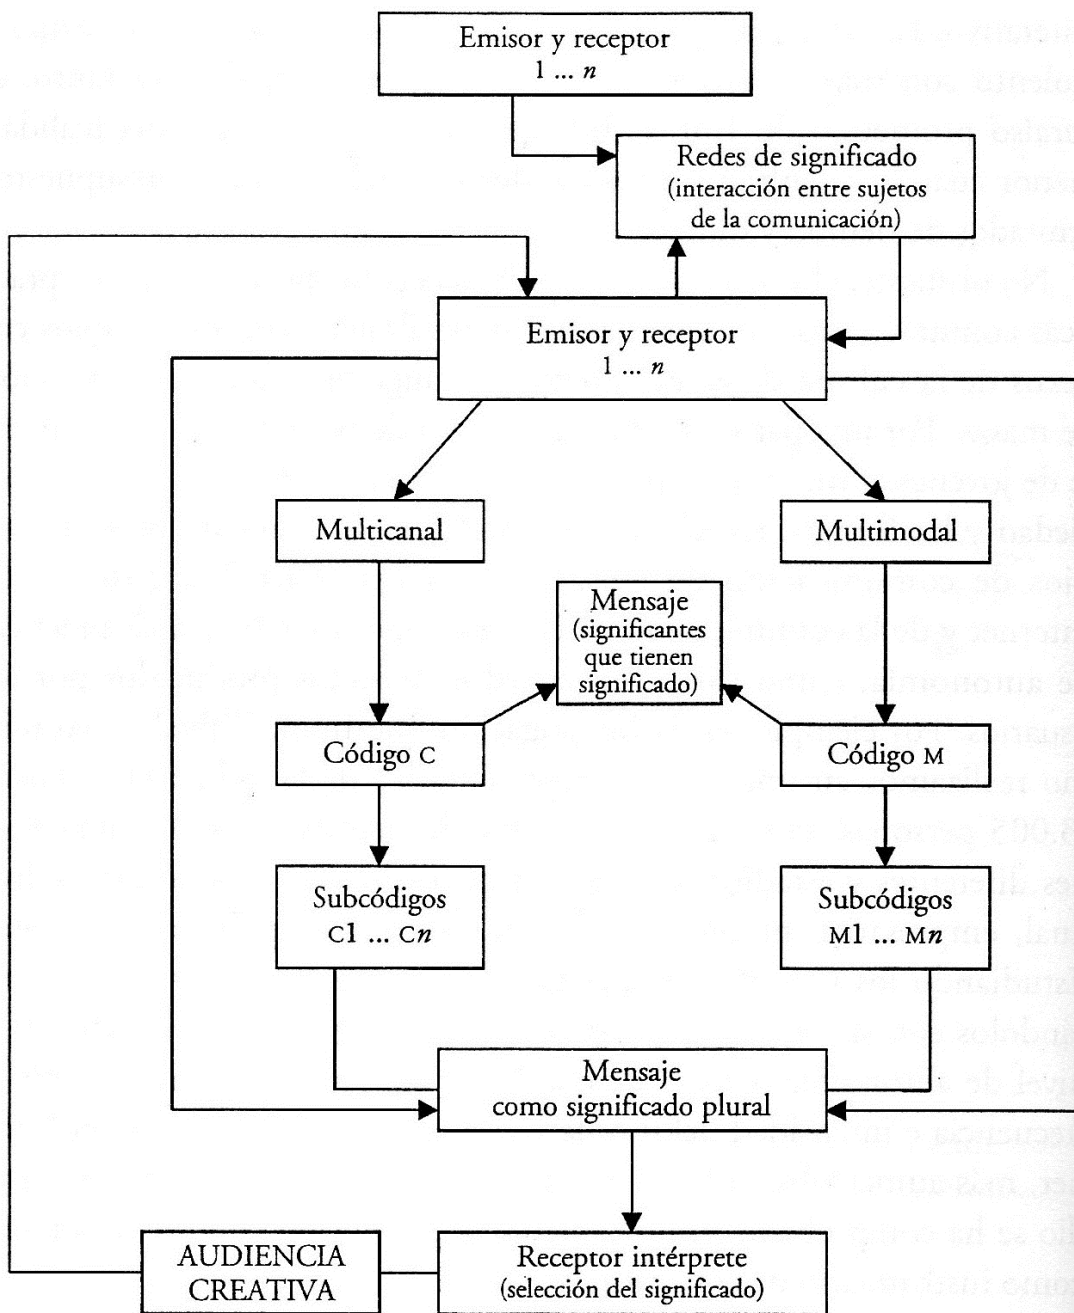 Emisor y receptor
1 ... n
Redes de significado
(interacción entre sujetos
de la comunicación)
Emisor y receptor
1 ... n
Multicanal
Multimodal
Mensaje
(significantes
que tienen
significado)
Código C
Código M
Subcódigos
C1 ... Cn
Subcódigos
M1 ... Mn
Mensaje
como significado plural
AUDIENCIA
CREATIVA
Receptor intérprete
(selección del significado)